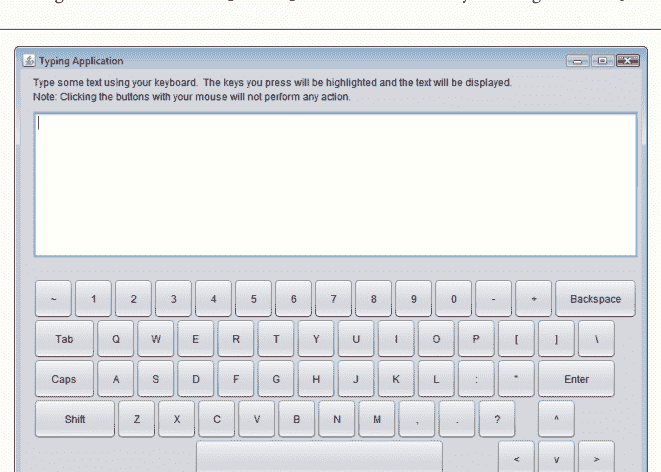 Typing Application
Type some text using your keyboard. The keys you press will be highlighted and the text will be displayed.
Note: Clicking the buttons with your mouse will not perform any action.
~ 1 2 3 4 5 6 7 8 9 0 - + Backspace
Tab Q W E R T Y U I O P [ ] \
Caps A S D F G H J K L : " Enter
Shift Z X C V B N M , . ? ^
< v >